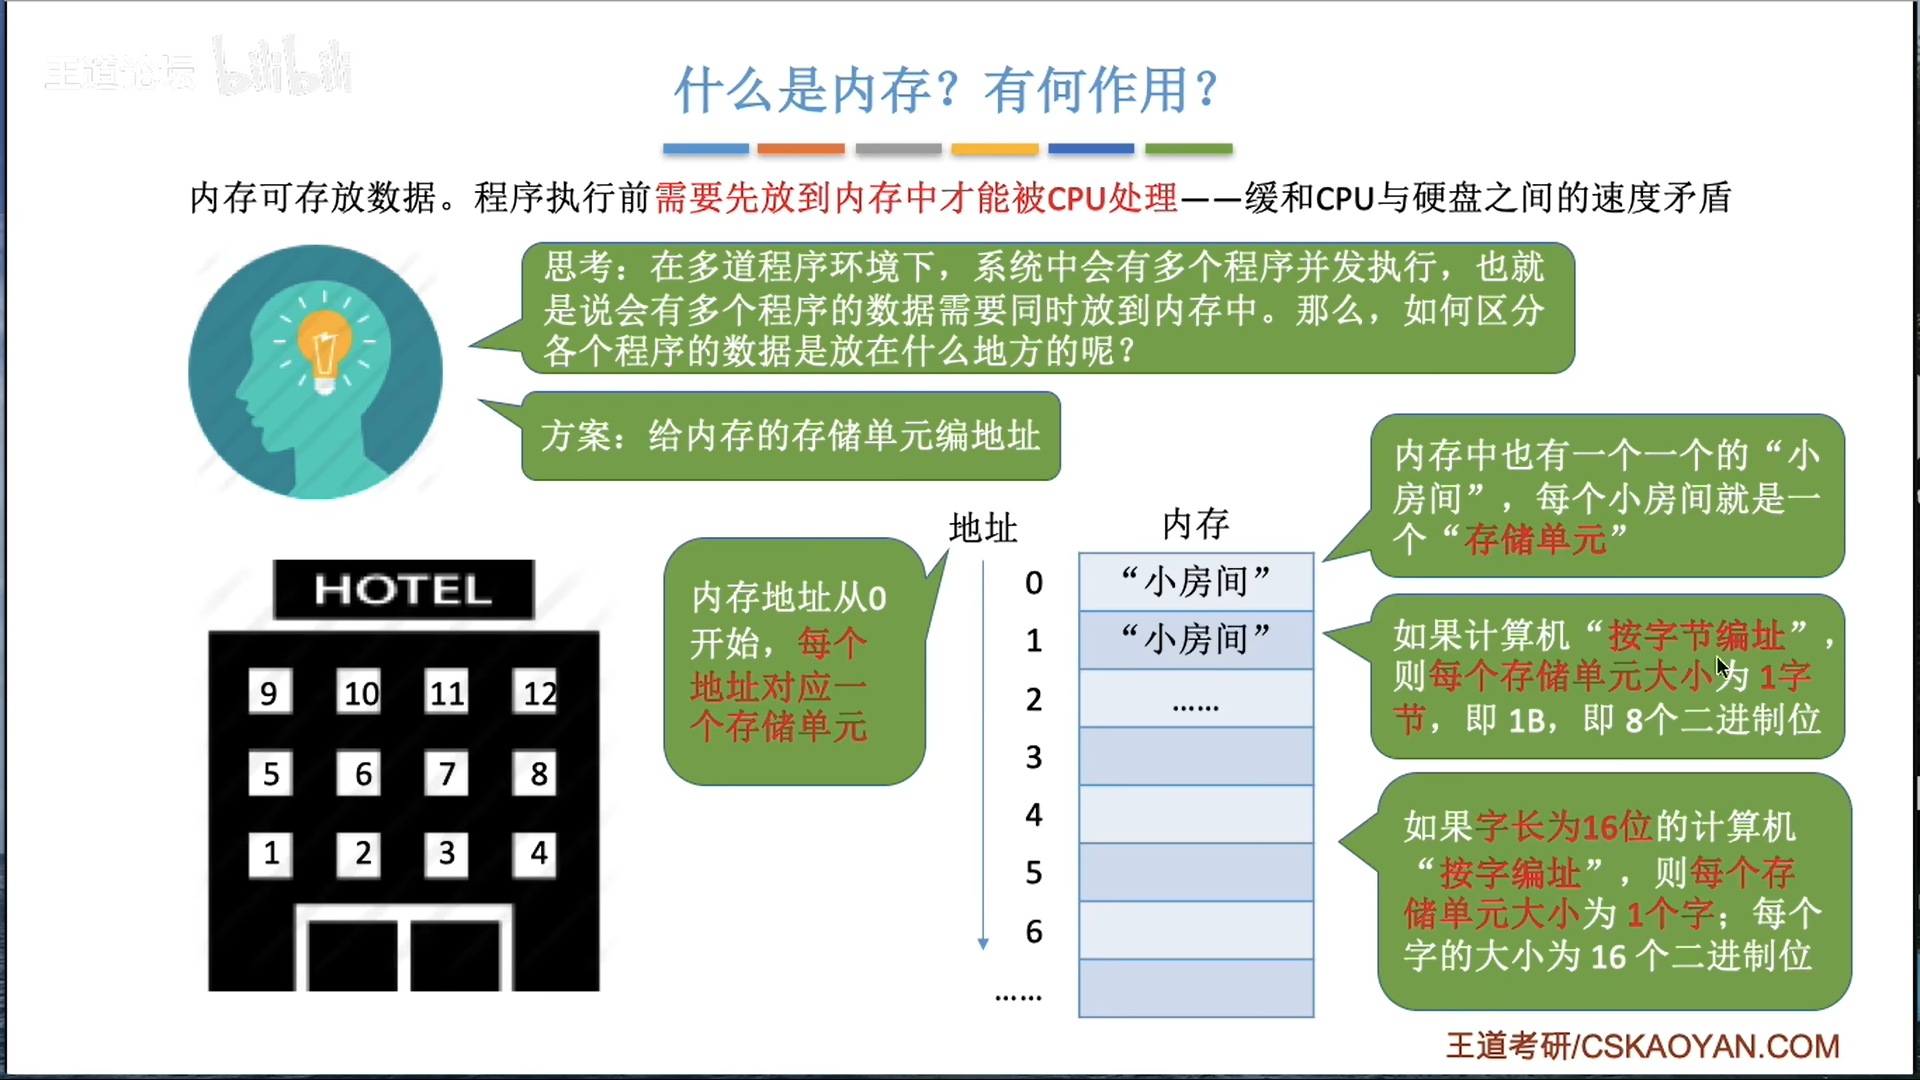 王道论坛 bilibili
什么是内存？有何作用？
内存可存放数据。程序执行前需要先放到内存中才能被CPU处理——缓和CPU与硬盘之间的速度矛盾
思考：在多道程序环境下，系统中会有多个程序并发执行，也就
是说会有多个程序的数据需要同时放到内存中。那么，如何区分
各个程序的数据是放在什么地方的呢？
方案：给内存的存储单元编地址
HOTEL
9 10 11 12
5 6 7 8
1 2 3 4
内存地址从0
开始，每个
地址对应一
个存储单元
地址
内存
0 “小房间”
1 “小房间”
2 ……
3
4
5
6
……
内存中也有一个一个的“小
房间”，每个小房间就是一
个“存储单元”
如果计算机“按字节编址”，
则每个存储单元大小为 1字
节，即 1B，即 8个二进制位
如果字长为16位的计算机
“按字编址”，则每个存
储单元大小为 1个字；每个
字的大小为 16 个二进制位
王道考研/CSKAOYAN.COM